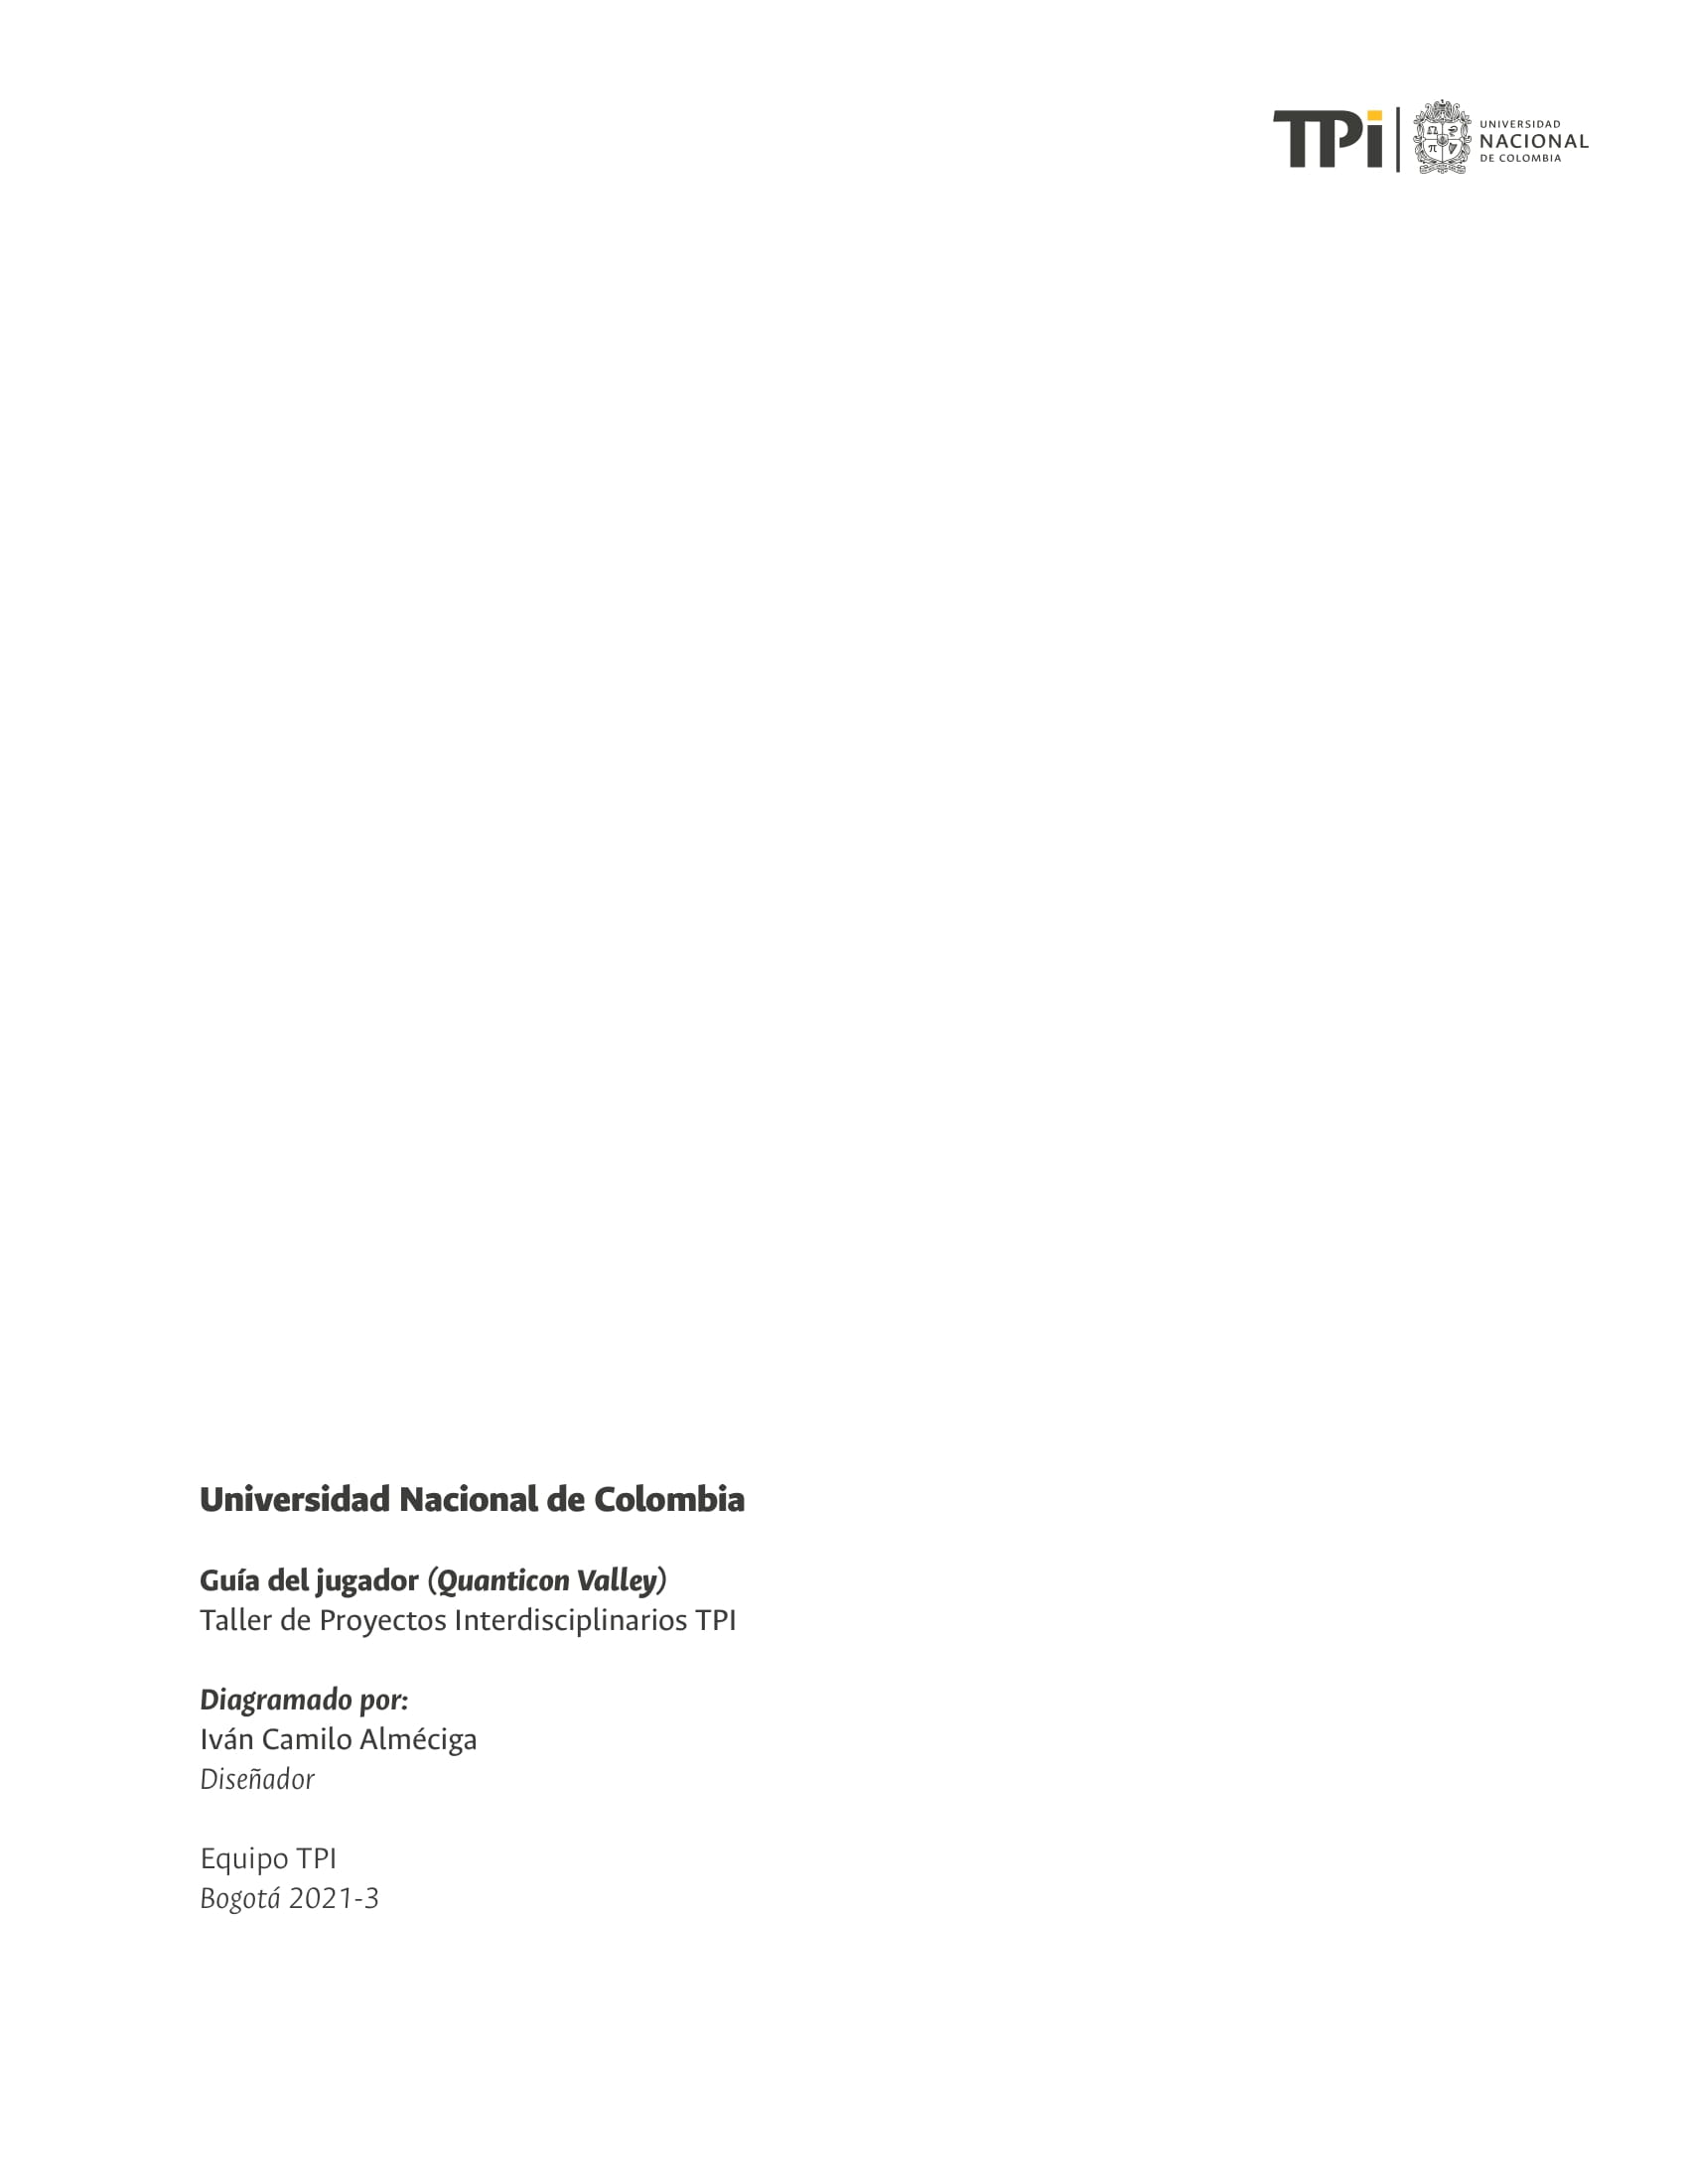 TPi
UNIVERSIDAD
NACIONAL
DE COLOMBIA
Universidad Nacional de Colombia
Guía del jugador (Quanticon Valley)
Taller de Proyectos Interdisciplinarios TPI
Diagramado por:
Iván Camilo Alméciga
Diseñador
Equipo TPI
Bogotá 2021-3